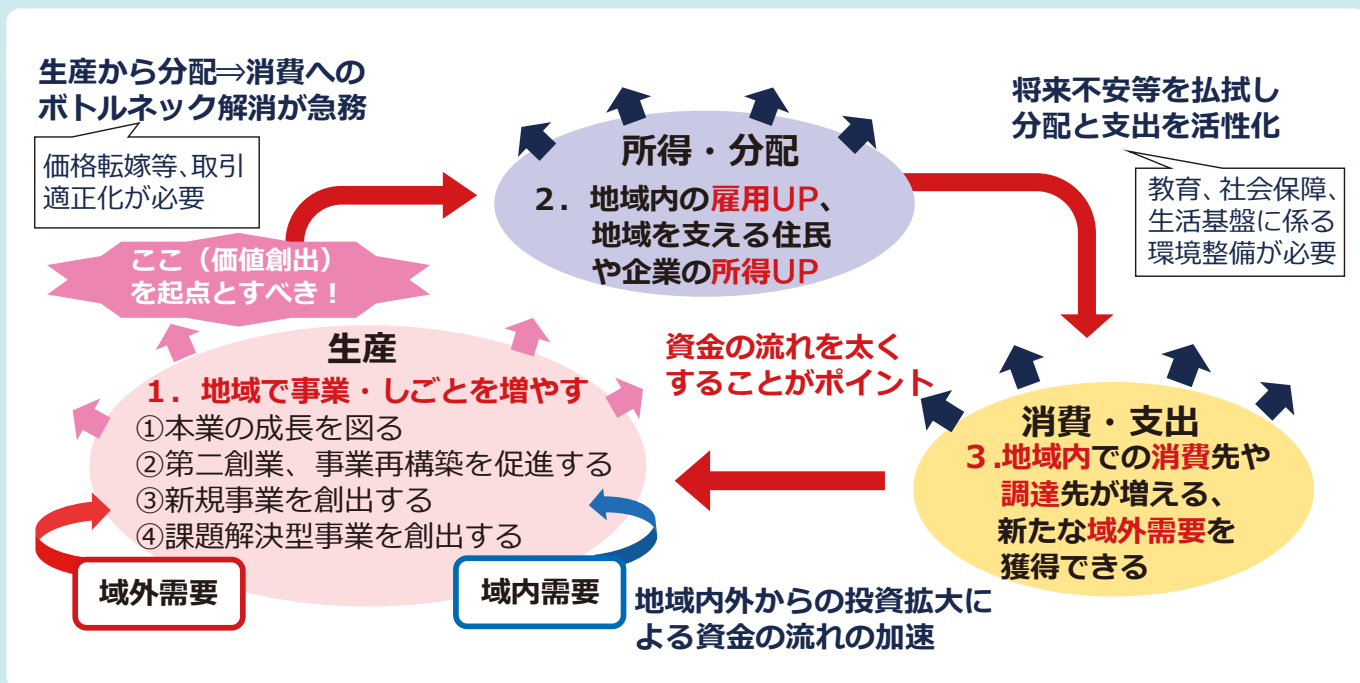 生産から分配⇒消費への
ボトルネック解消が急務
価格転嫁等、取引
適正化が必要
ここ（価値創出）
を起点とすべき！
所得・分配
2．地域内の雇用UP、
地域を支える住民
や企業の所得UP
将来不安等を払拭し
分配と支出を活性化
教育、社会保障、
生活基盤に係る
環境整備が必要
生産
1．地域で事業・しごとを増やす
①本業の成長を図る
②第二創業、事業再構築を促進する
③新規事業を創出する
④課題解決型事業を創出する
域外需要
域内需要
資金の流れを太く
することがポイント
消費・支出
３.地域内での消費先や
調達先が増える、
新たな域外需要を
獲得できる
地域内外からの投資拡大に
よる資金の流れの加速